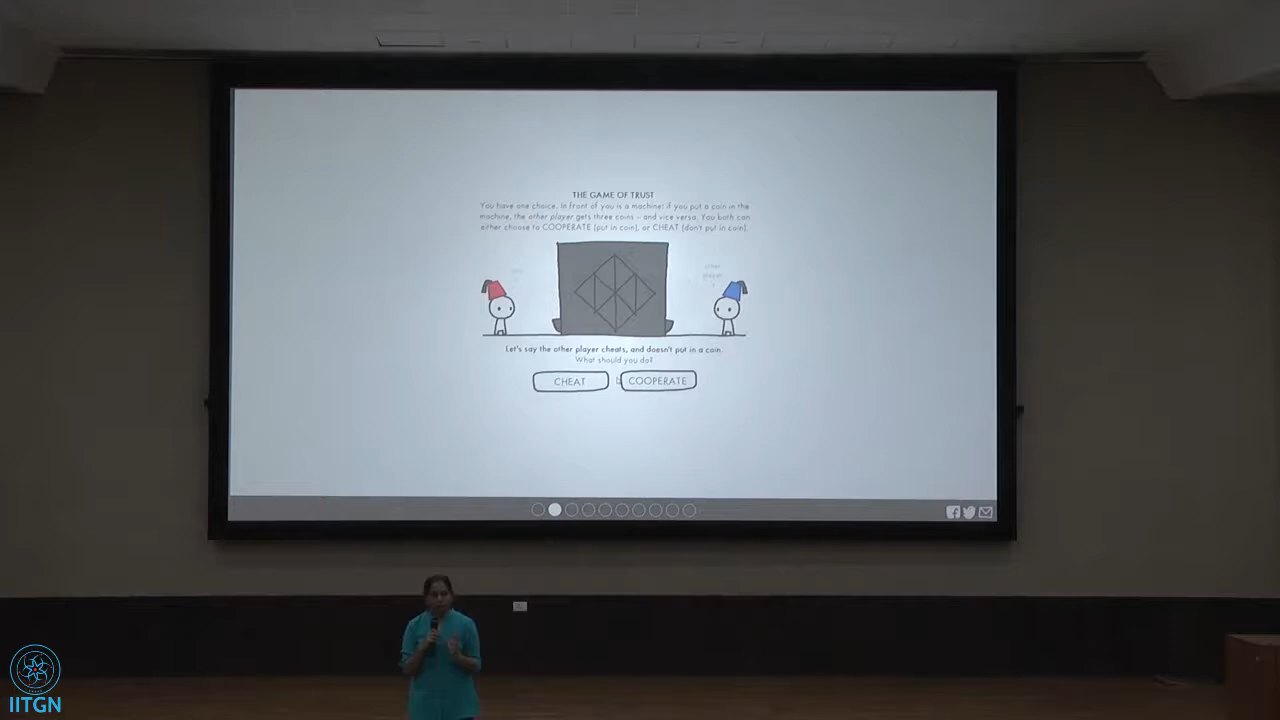 THE GAME OF TRUST
You have one choice. In front of you is a machine: if you put a coin in the
machine, the other player gets three coins – and vice versa. You both can
either choose to COOPERATE (put in coin), or CHEAT (don't put in coin).
you
other
player
Let's say the other player cheats, and doesn't put in a coin.
What should you do?
CHEAT
COOPERATE
IITGN